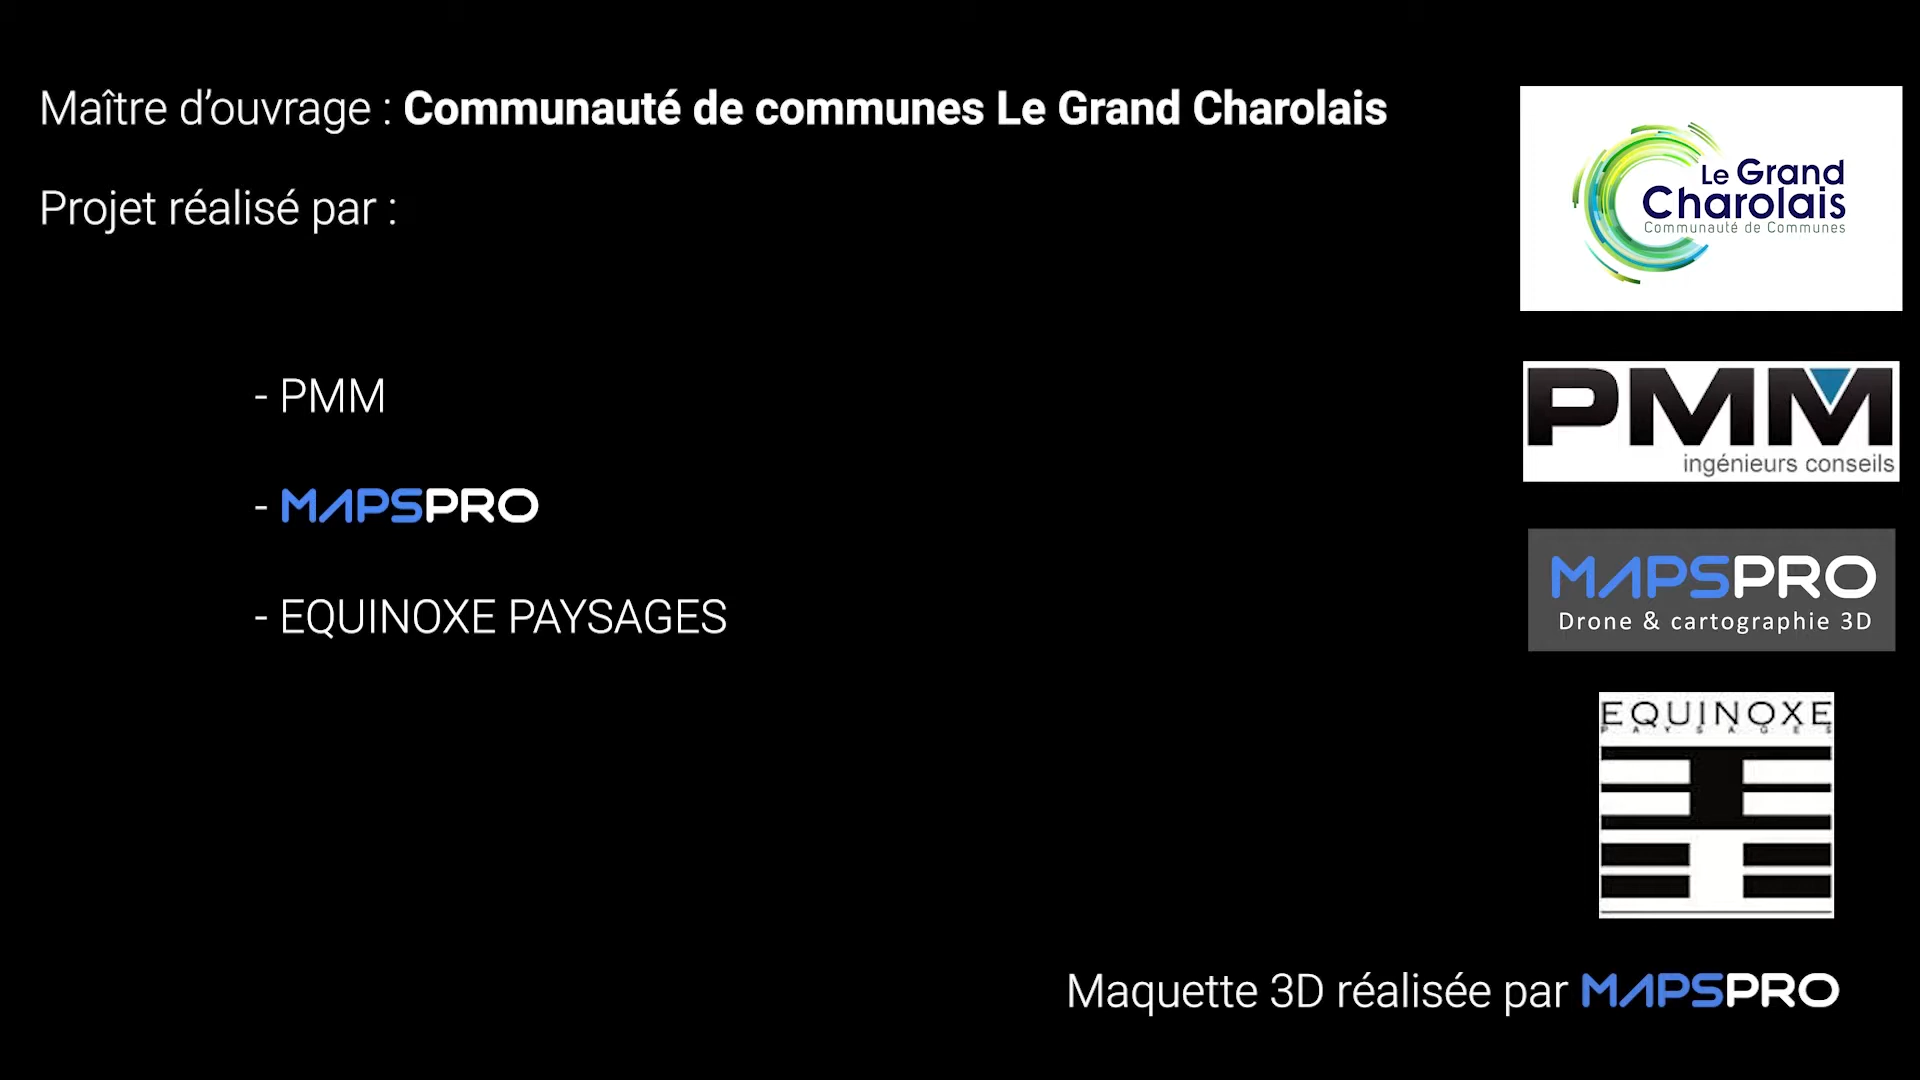 Maître d’ouvrage : Communauté de communes Le Grand Charolais
Projet réalisé par :
- PMM
- MAPSPRO
- EQUINOXE PAYSAGES
Le Grand
Charolais
Communauté de Communes
PMM
ingénieurs conseils
MAPSPRO
Drone & cartographie 3D
EQUINOXE
PAYSAGES
Maquette 3D réalisée par MAPSPRO